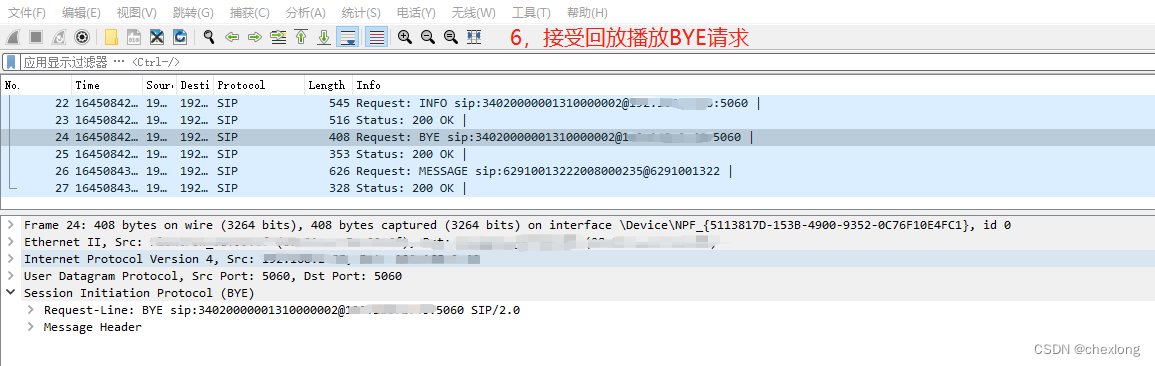 文件(F) 编辑(E) 视图(V) 跳转(G) 捕获(C) 分析(A) 统计(S) 电话(Y) 无线(W) 工具(T) 帮助(H)
6，接受回放播放BYE请求
应用显示过滤器 … <Ctrl-/>
No. Time Sourc Desti Protocol Length Info
22 16450842… 19… 192… SIP 545 Request: INFO sip:34020000001310000002@ :5060 |
23 16450842… 19… 192… SIP 516 Status: 200 OK |
24 16450842… 19… 192… SIP 408 Request: BYE sip:34020000001310000002@ 5060 |
25 16450842… 19… 192… SIP 353 Status: 200 OK |
26 16450843… 19… 192… SIP 626 Request: MESSAGE sip:62910013222008000235@6291001322 |
27 16450843… 19… 192… SIP 328 Status: 200 OK |
Frame 24: 408 bytes on wire (3264 bits), 408 bytes captured (3264 bits) on interface \Device\NPF_{5113817D-153B-4900-9352-0C76F10E4FC1}, id 0
Ethernet II, Src:
Internet Protocol Version 4, Src:
User Datagram Protocol, Src Port: 5060, Dst Port: 5060
Session Initiation Protocol (BYE)
Request-Line: BYE sip:34020000001310000002@ 5060 SIP/2.0
Message Header
CSDN @chexlong